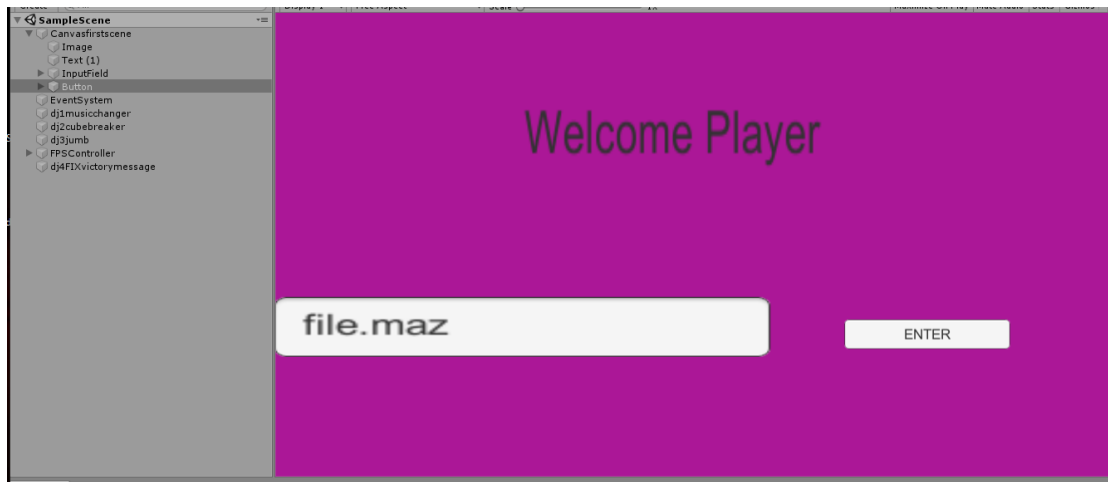 SampleScene
Canvasfirstscene
Image
Text (1)
InputField
Button
EventSystem
dj1musicchanger
dj2cubebreaker
dj3jumb
FPSController
dj4FIXvictorymessage
Welcome Player
file.maz
ENTER